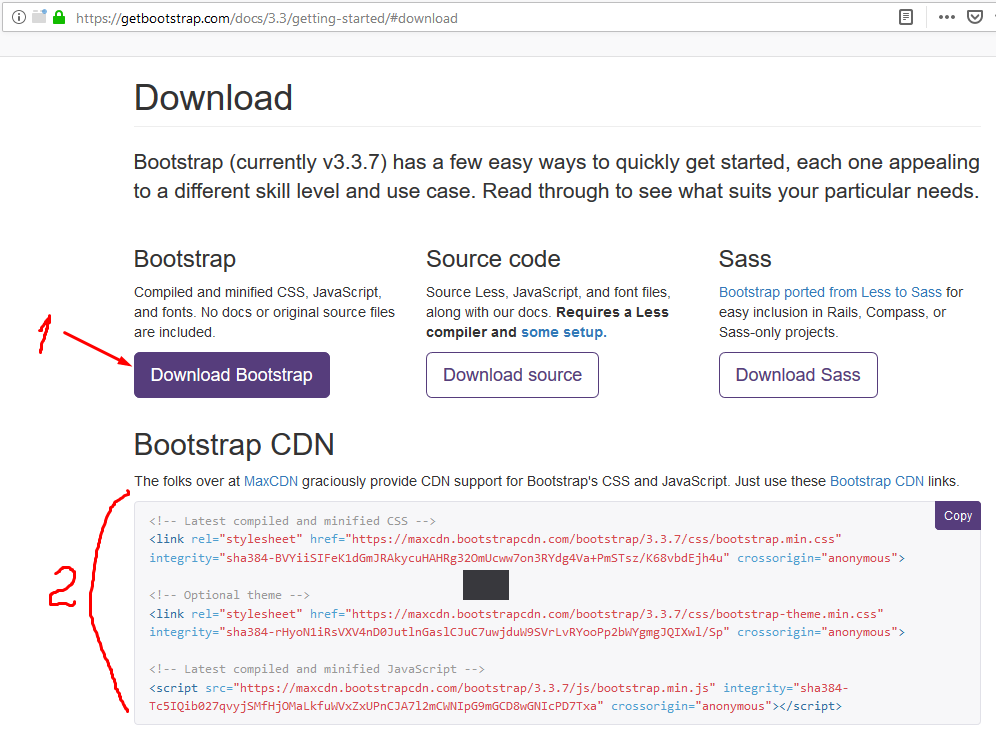 https://getbootstrap.com/docs/3.3/getting-started/#download
Download
Bootstrap (currently v3.3.7) has a few easy ways to quickly get started, each one appealing
to a different skill level and use case. Read through to see what suits your particular needs.
Bootstrap
Compiled and minified CSS, JavaScript,
and fonts. No docs or original source files
are included.
1
Download Bootstrap
Source code
Source Less, JavaScript, and font files,
along with our docs. Requires a Less
compiler and some setup.
Download source
Sass
Bootstrap ported from Less to Sass for
easy inclusion in Rails, Compass, or
Sass-only projects.
Download Sass
Bootstrap CDN
The folks over at MaxCDN graciously provide CDN support for Bootstrap's CSS and JavaScript. Just use these Bootstrap CDN links.
2
Copy
<!-- Latest compiled and minified CSS -->
<link rel="stylesheet" href="https://maxcdn.bootstrapcdn.com/bootstrap/3.3.7/css/bootstrap.min.css"
integrity="sha384-BVYiiSIFeK1dGmJRAkycuHAHRg32OmUcww7on3RYdg4Va+PmSTsz/K68vbdEjh4u" crossorigin="anonymous">
<!-- Optional theme -->
<link rel="stylesheet" href="https://maxcdn.bootstrapcdn.com/bootstrap/3.3.7/css/bootstrap-theme.min.css"
integrity="sha384-rHyoN1iRsVXV4nD0JutlnGaslCJuC7uwjduW9SVrLvRYooPp2bWYgmgJQIXwl/Sp" crossorigin="anonymous">
<!-- Latest compiled and minified JavaScript -->
<script src="https://maxcdn.bootstrapcdn.com/bootstrap/3.3.7/js/bootstrap.min.js" integrity="sha384-
Tc5IQib027qvyjSMfHjOMaLkfuWVxZxUPnCJA7l2mCWNIpG9mGCD8wGNIcPD7Txa" crossorigin="anonymous"></script>